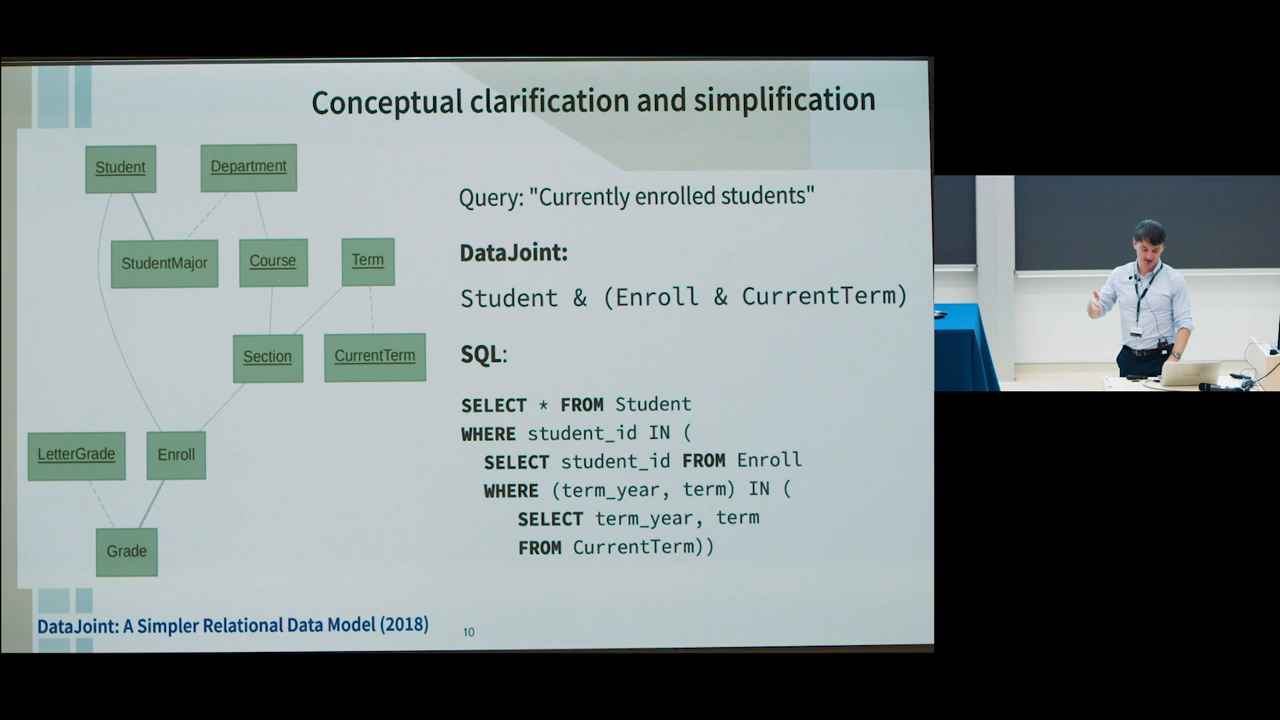 Conceptual clarification and simplification
Student
Department
StudentMajor
Course
Term
Section
CurrentTerm
LetterGrade
Enroll
Grade
Query: "Currently enrolled students"
DataJoint:
Student & (Enroll & CurrentTerm)
SQL:
SELECT * FROM Student
WHERE student_id IN (
SELECT student_id FROM Enroll
WHERE (term_year, term) IN (
SELECT term_year, term
FROM CurrentTerm))
DataJoint: A Simpler Relational Data Model (2018)
10